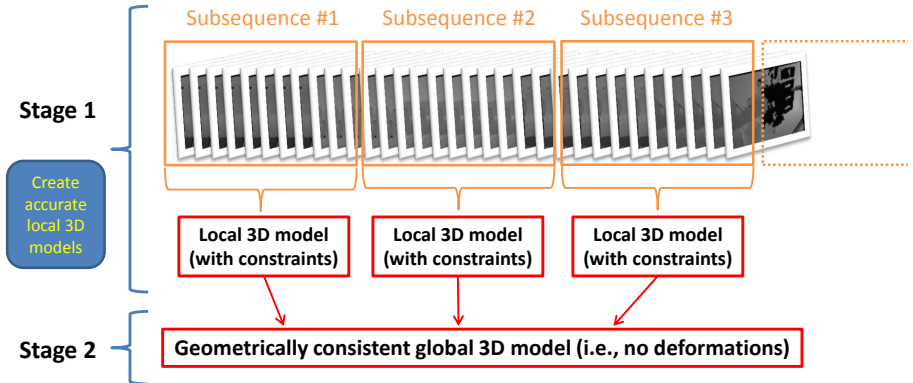 Subsequence #1
Subsequence #2
Subsequence #3
Stage 1
Create
accurate
local 3D
models
Local 3D model
(with constraints)
Local 3D model
(with constraints)
Local 3D model
(with constraints)
Stage 2
Geometrically consistent global 3D model (i.e., no deformations)